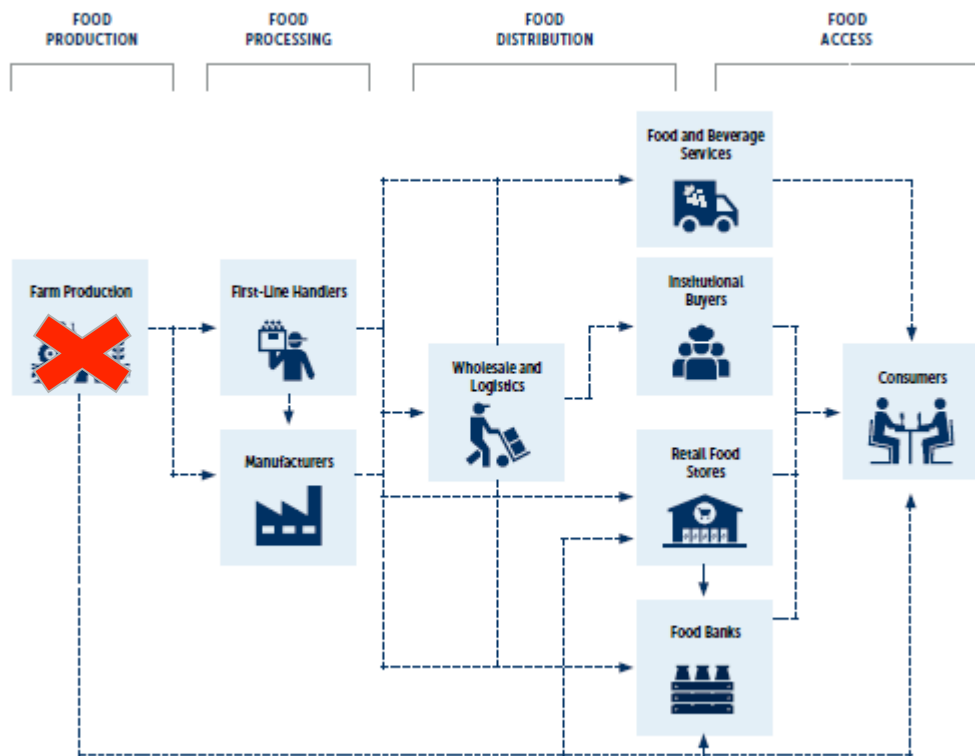 FOOD
PRODUCTION
FOOD
PROCESSING
FOOD
DISTRIBUTION
FOOD
ACCESS
Food and Beverage
Services
Farm Production
First-Line Handlers
Institutional
Buyers
Wholesale and
Logistics
Consumers
Manufacturers
Retail Food
Stores
Food Banks